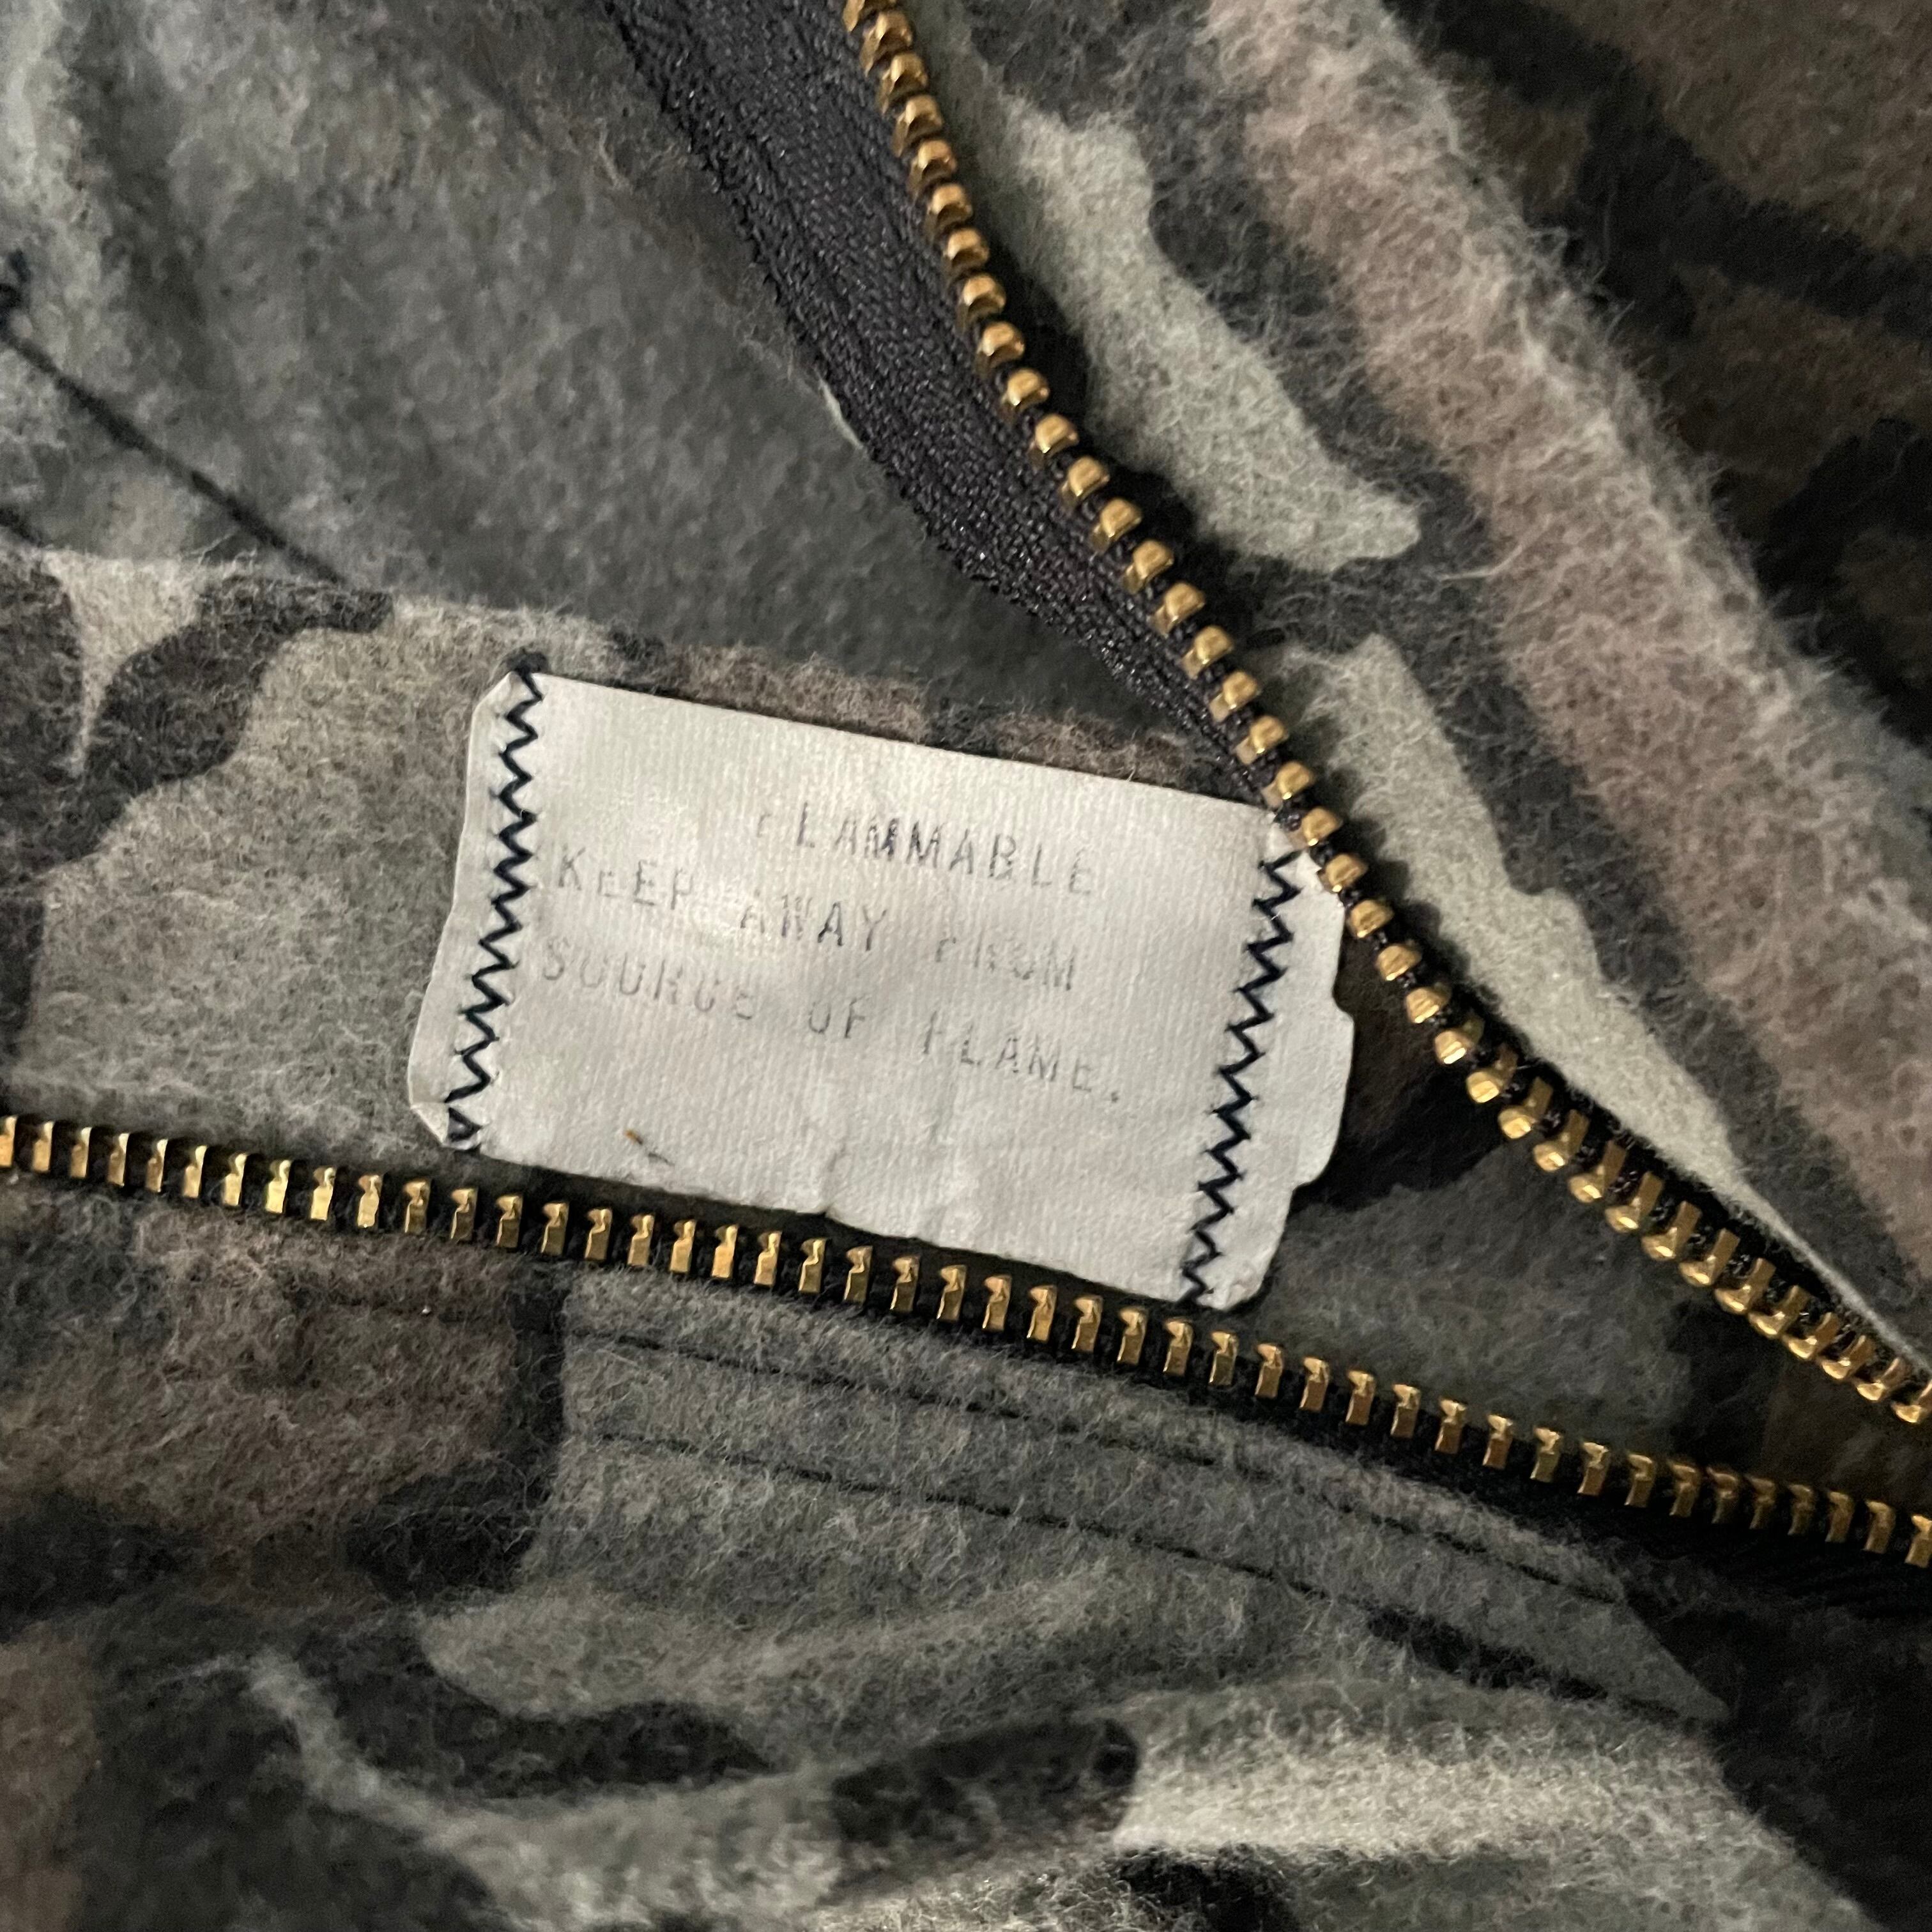 FLAMMABLE
KEEP AWAY FROM
SOURCE OF FLAME.